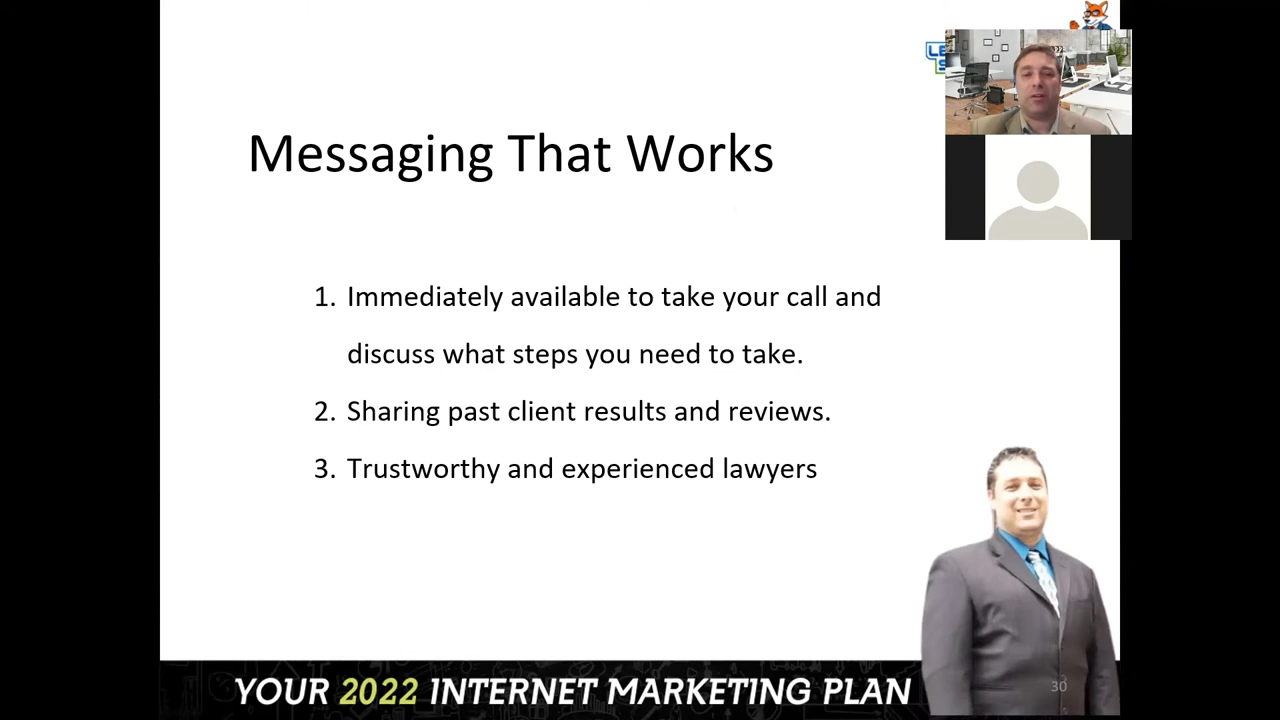 Messaging That Works
1. Immediately available to take your call and
discuss what steps you need to take.
2. Sharing past client results and reviews.
3. Trustworthy and experienced lawyers
YOUR 2022 INTERNET MARKETING PLAN
30